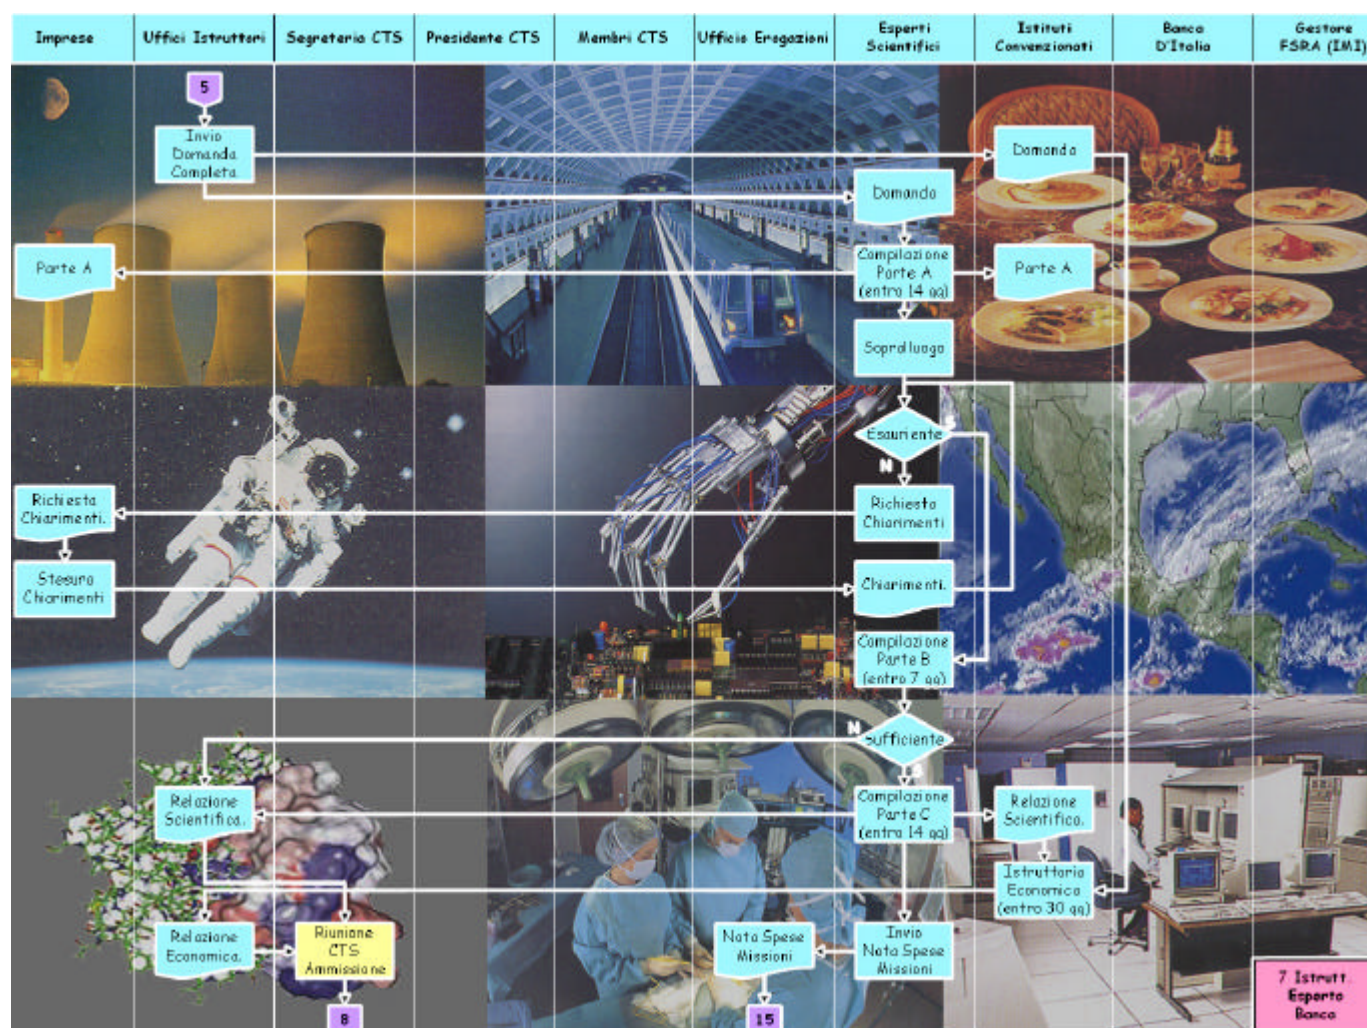 Imprese
Uffici Istruttori
Segreteria CTS
Presidente CTS
Membri CTS
Ufficio Erogazioni
Esperti
Scientifici
Istituti
Convenzionati
Banca
D'Italia
Gestore
FSRA (IMI)
5
Invio
Domanda
Completa.
Domanda
Domanda
Parte A
Compilazione
Parte A
(entro 14 gg)
Parte A
Sopralluogo
Esauriente
S
N
Richiesta
Chiarimenti.
Richiesta
Chiarimenti
Stesura
Chiarimenti
Chiarimenti.
Compilazione
Parte B
(entro 7 gg)
N
Sufficiente
S
Relazione
Scientifica.
Compilazione
Parte C
(entro 14 gg)
Relazione
Scientifica.
Istruttoria
Economica
(entro 30 gg)
Relazione
Economica.
Riunione
CTS
Ammissione
Nota Spese
Missioni
Invio
Nota Spese
Missioni
8
15
7 Istrutt.
Esperto
Banca